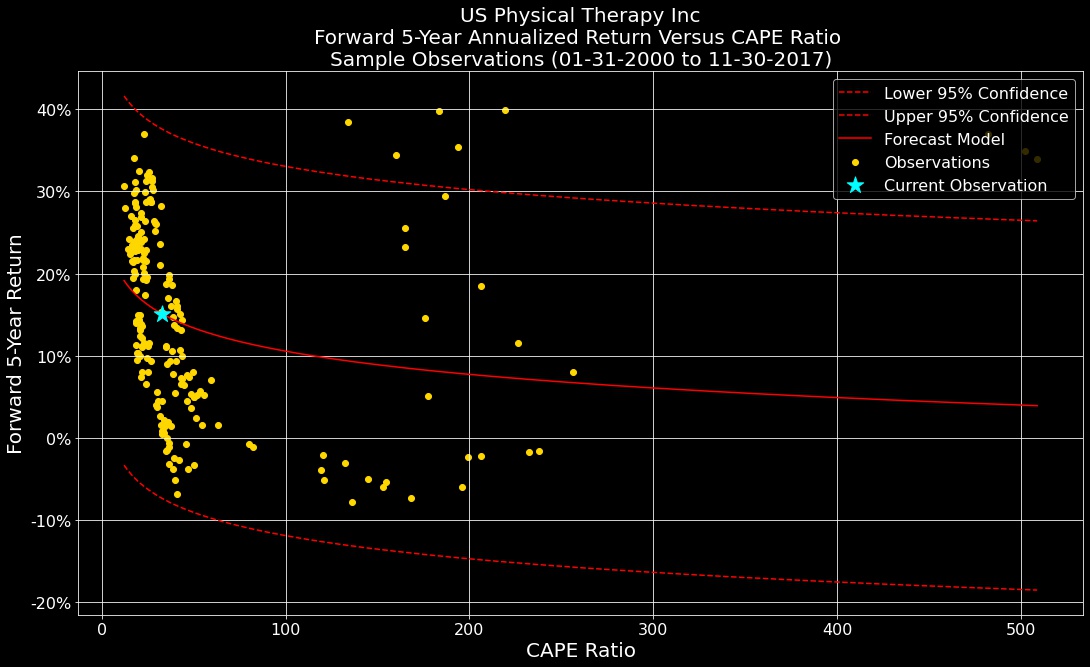 US Physical Therapy Inc
Forward 5-Year Annualized Return Versus CAPE Ratio
Sample Observations (01-31-2000 to 11-30-2017)
Lower 95% Confidence
Upper 95% Confidence
Forecast Model
Observations
Current Observation
Forward 5-Year Return
40%
30%
20%
10%
0%
-10%
-20%
0
100
200
300
400
500
CAPE Ratio